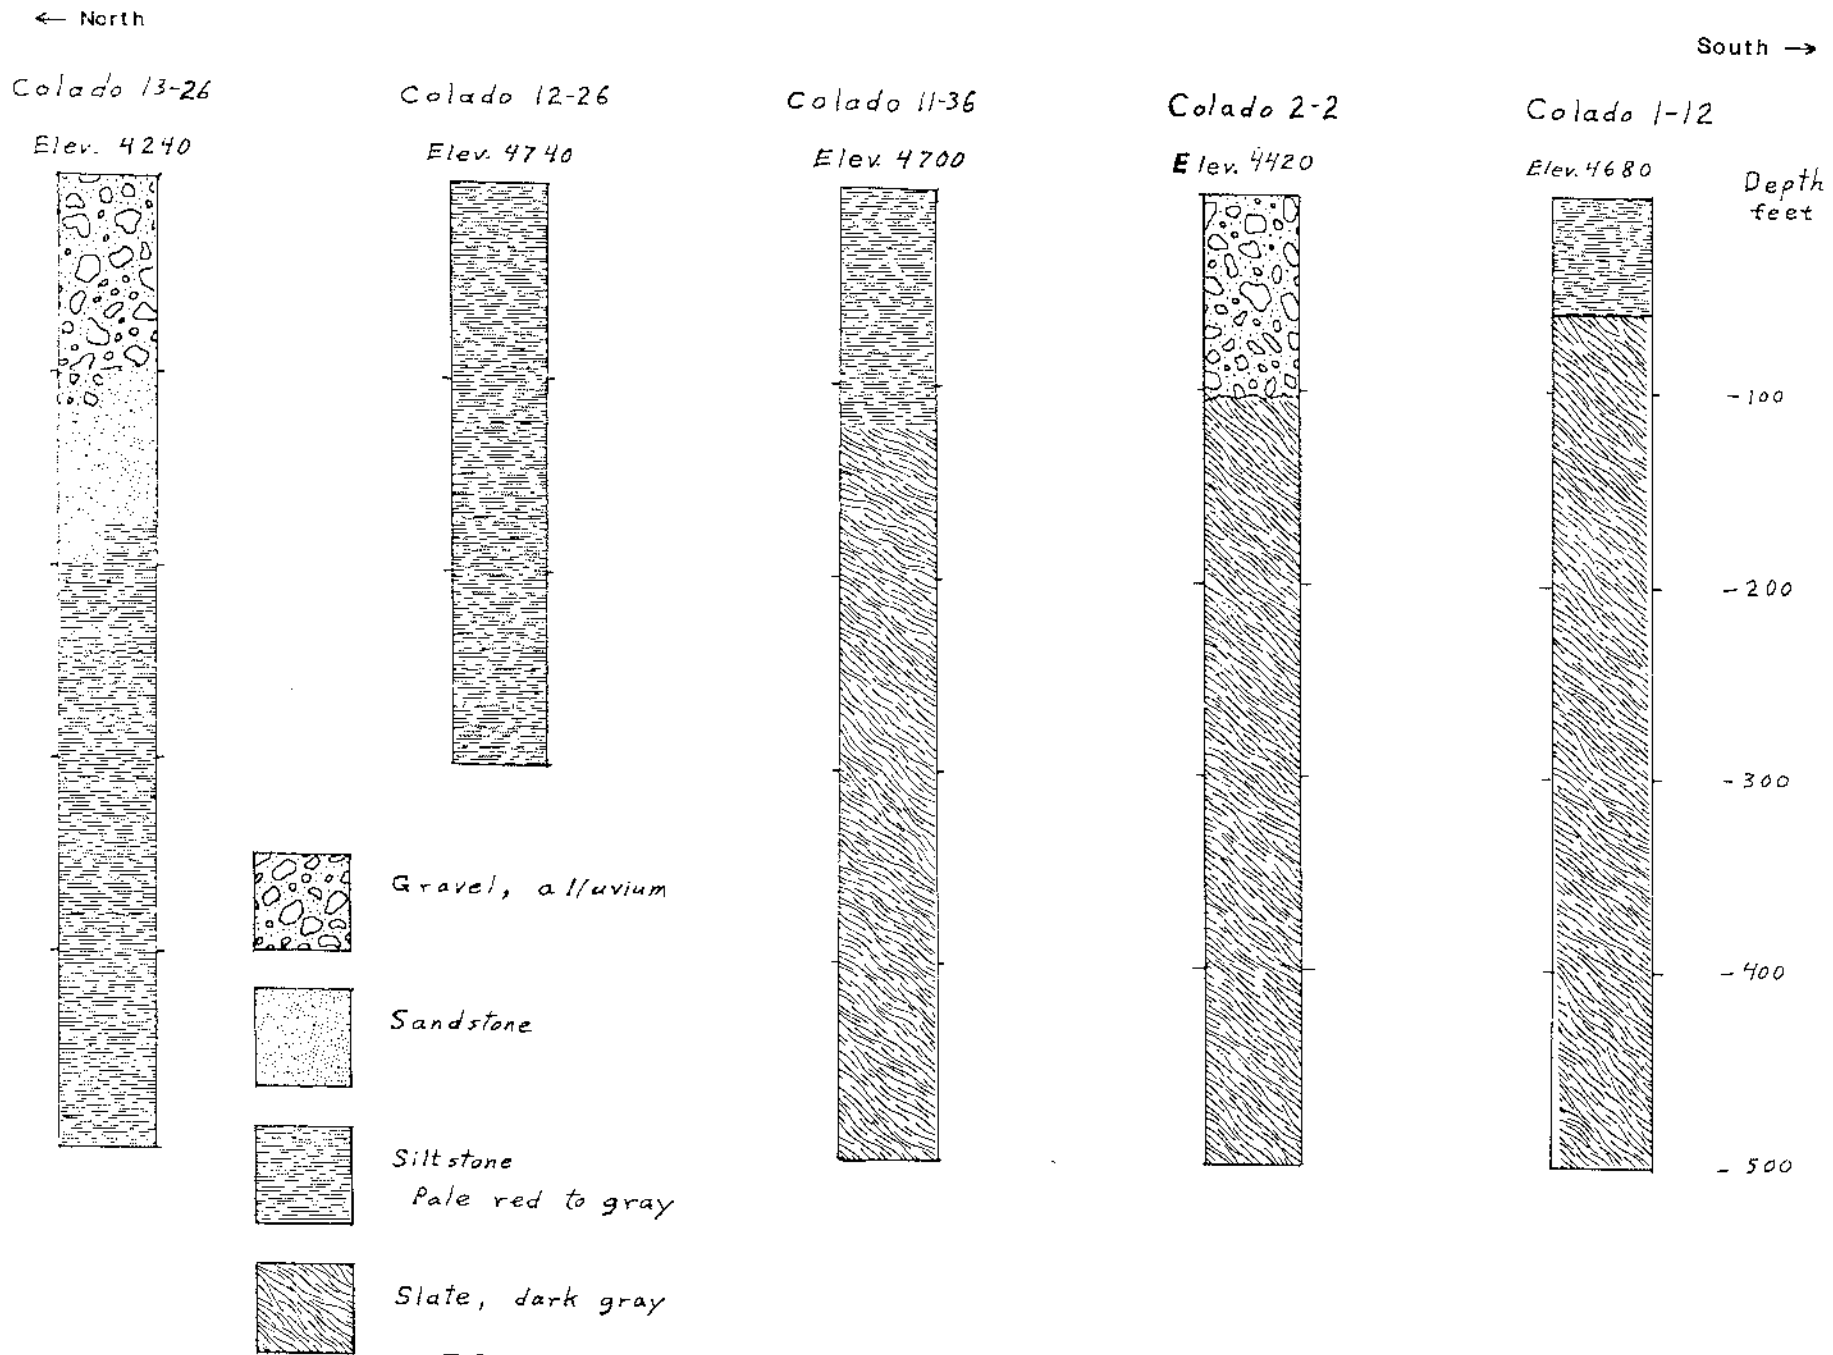 ← North
South →
Colado 13-26
Elev. 4240
Colado 12-26
Elev. 4740
Colado 11-36
Elev. 4700
Colado 2-2
Elev. 4420
Colado 1-12
Elev. 4680
Depth
feet
-100
-200
-300
-400
-500
Gravel, alluvium
Sandstone
Siltstone
Pale red to gray
Slate, dark gray